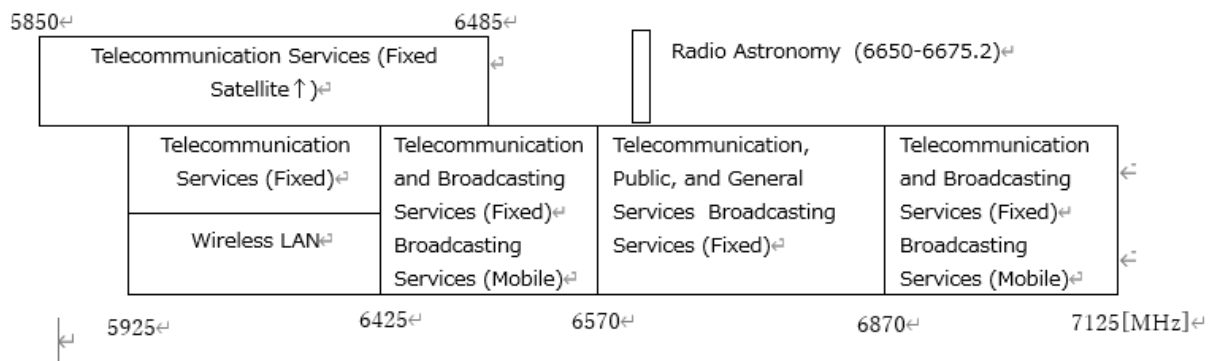 5850
6485
Telecommunication Services (Fixed
Satellite↑)
Radio Astronomy (6650-6675.2)
Telecommunication
Services (Fixed)
Wireless LAN
Telecommunication
and Broadcasting
Services (Fixed)
Broadcasting
Services (Mobile)
Telecommunication,
Public, and General
Services Broadcasting
Services (Fixed)
Telecommunication
and Broadcasting
Services (Fixed)
Broadcasting
Services (Mobile)
5925
6425
6570
6870
7125[MHz]